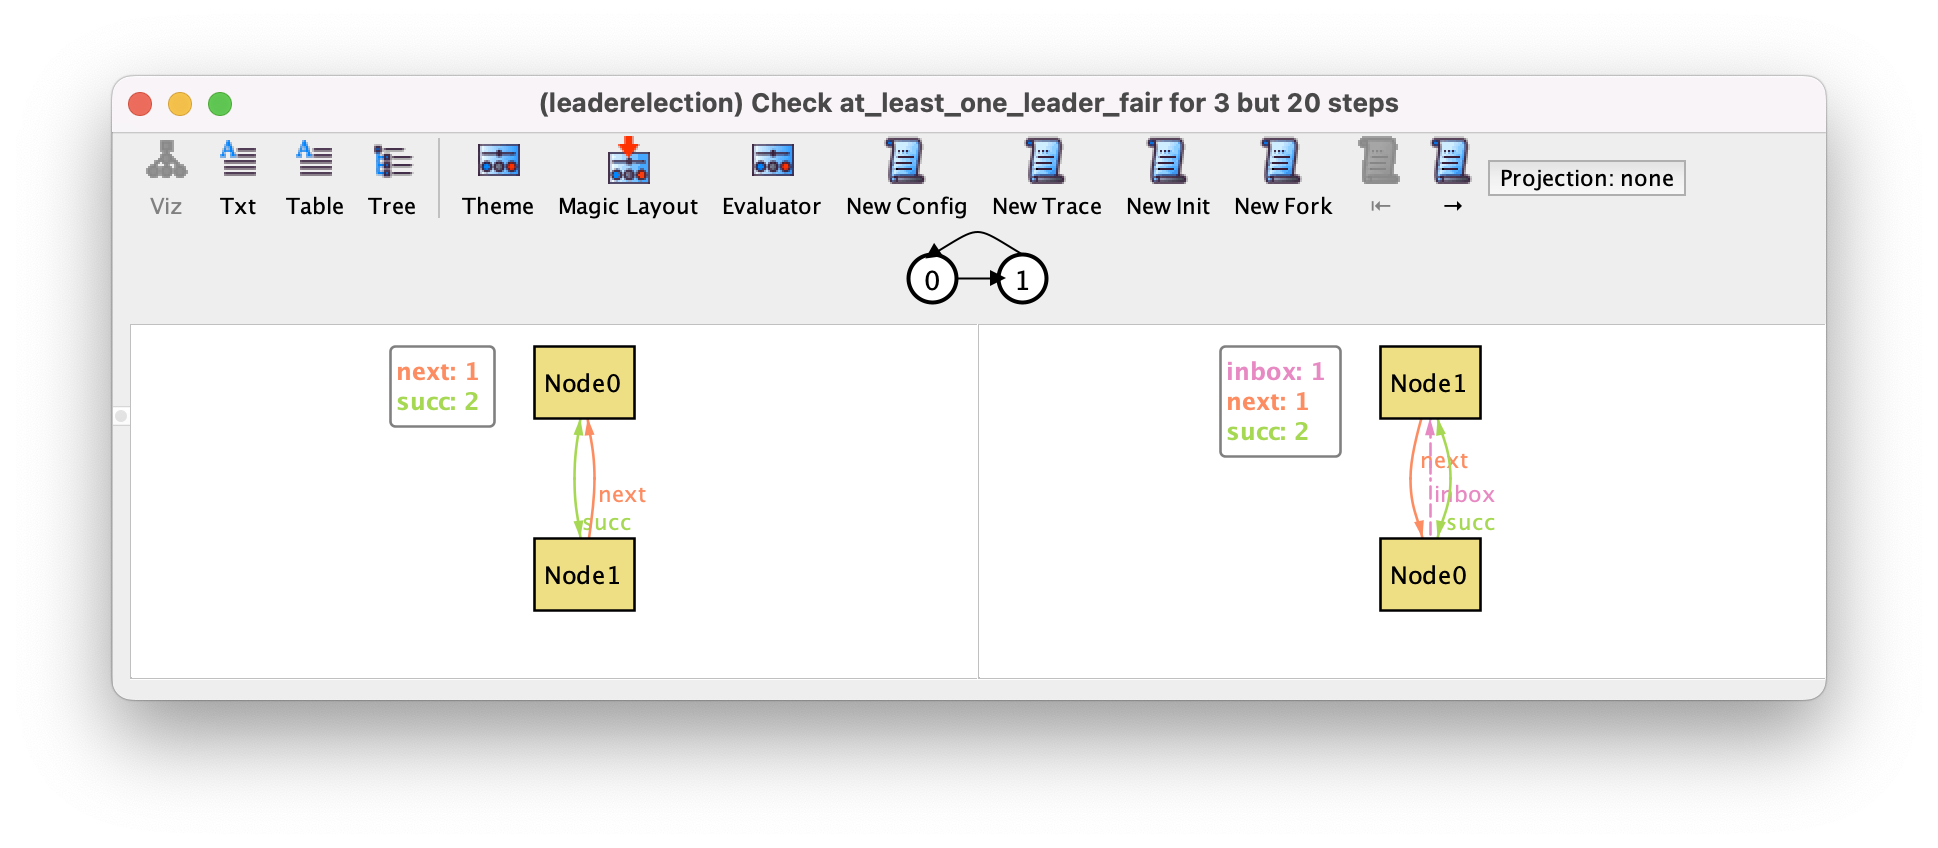 (leaderelection) Check at_least_one_leader_fair for 3 but 20 steps
Viz Txt Table Tree Theme Magic Layout Evaluator New Config New Trace New Init New Fork ⇤ → Projection: none
0 1
next: 1
succ: 2
Node0
next
succ
Node1
inbox: 1
next: 1
succ: 2
Node1
next
inbox
succ
Node0